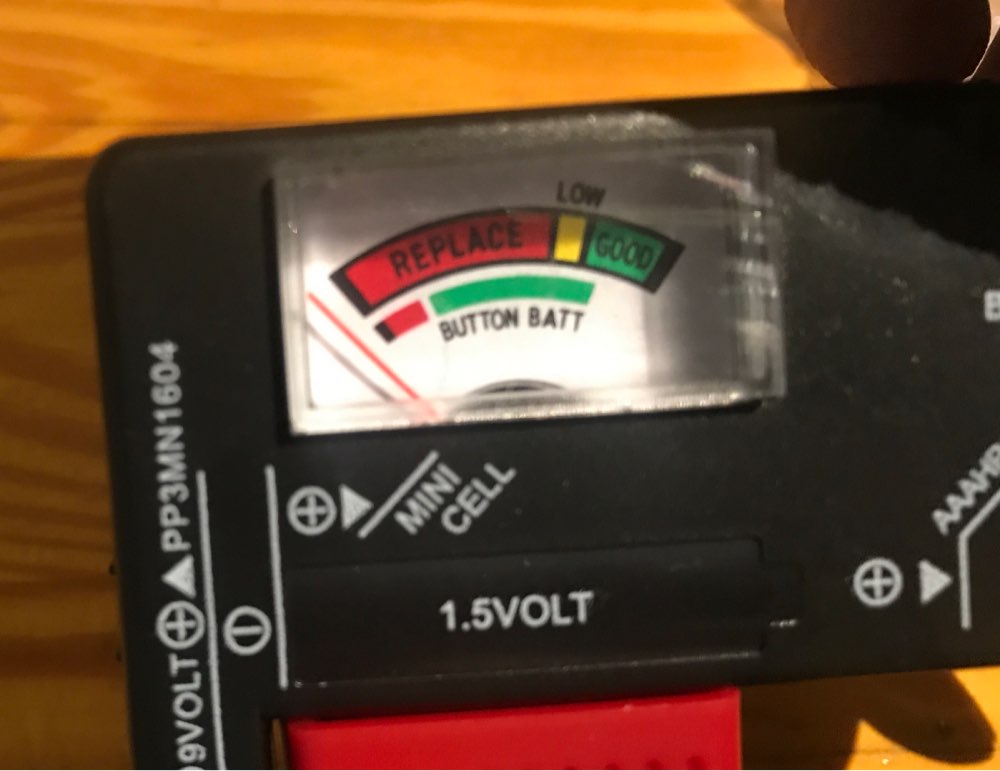 LOW
REPLACE
GOOD
BUTTON BATT
MINI
CELL
1.5VOLT
9VOLT⊕▲PP3MN1604